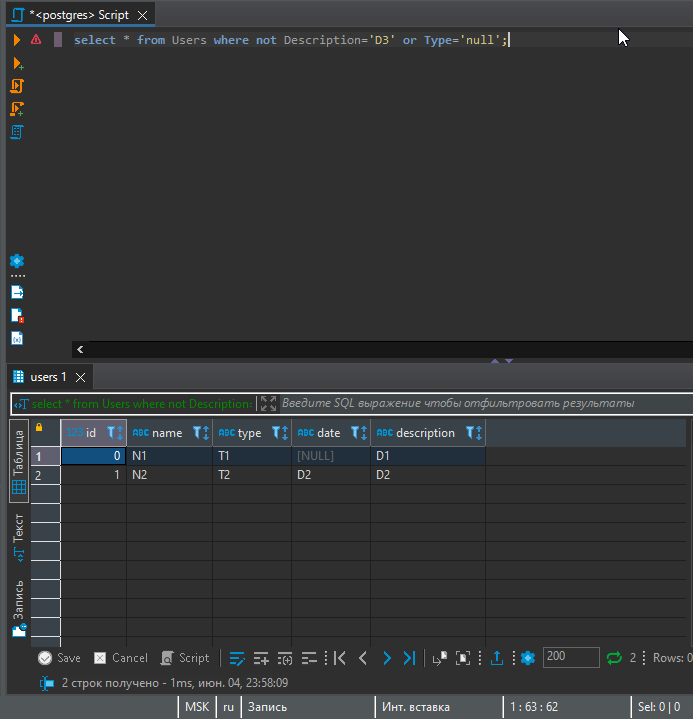 *<postgres> Script
select * from Users where not Description='D3' or Type='null';
users 1
select * from Users where not Description= Введите SQL выражение чтобы отфильтровать результаты
Таблица
Текст
Запись
123 id ABC name ABC type ABC date ABC description
1 0 N1 T1 [NULL] D1
2 1 N2 T2 D2 D2
Save Cancel Script 200 2 Rows: 0
2 строк получено - 1ms, июн. 04, 23:58:09
MSK ru Запись Инт. вставка 1 : 63 : 62 Sel: 0 | 0